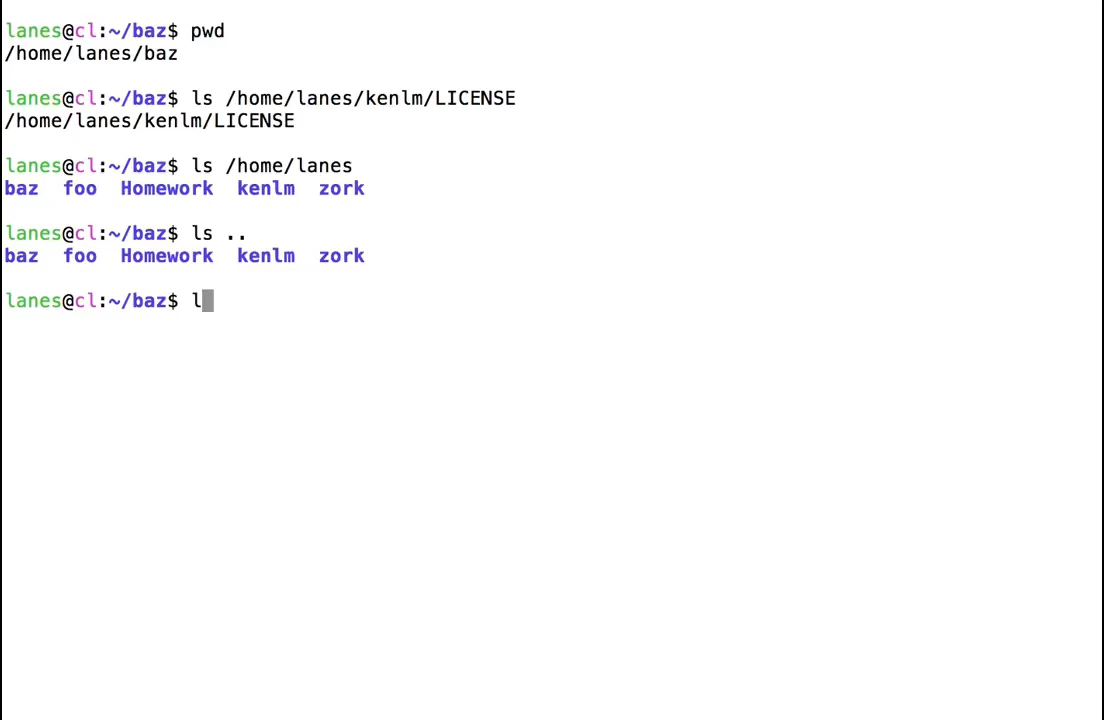 lanes@cl:~/baz$ pwd
/home/lanes/baz
lanes@cl:~/baz$ ls /home/lanes/kenlm/LICENSE
/home/lanes/kenlm/LICENSE
lanes@cl:~/baz$ ls /home/lanes
baz  foo  Homework  kenlm  zork
lanes@cl:~/baz$ ls ..
baz  foo  Homework  kenlm  zork
lanes@cl:~/baz$ l